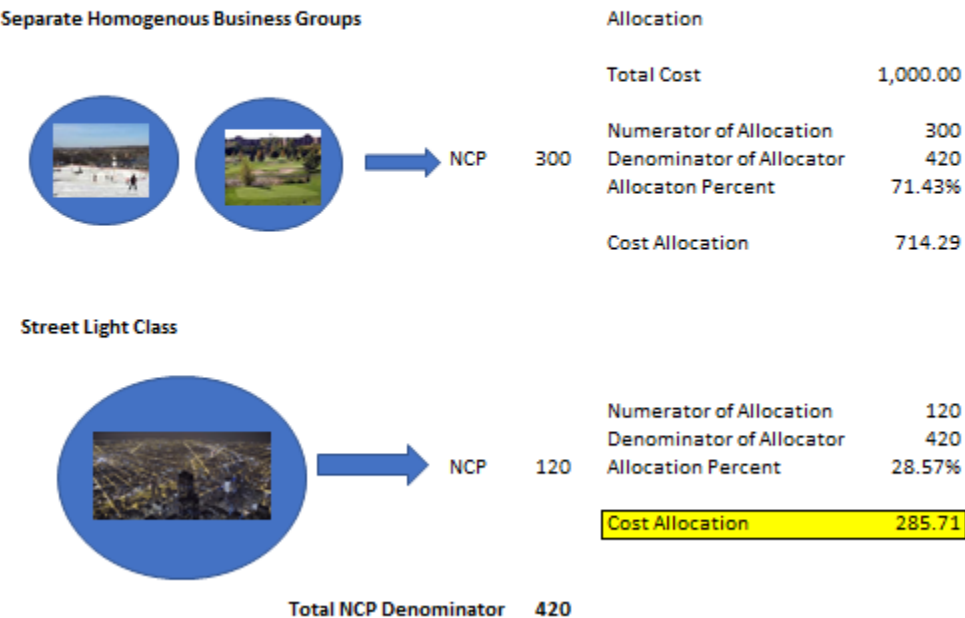 Separate Homogenous Business Groups
Allocation
Total Cost 1,000.00
NCP 300
Numerator of Allocation 300
Denominator of Allocator 420
Allocaton Percent 71.43%
Cost Allocation 714.29
Street Light Class
NCP 120
Numerator of Allocation 120
Denominator of Allocator 420
Allocation Percent 28.57%
Cost Allocation 285.71
Total NCP Denominator 420